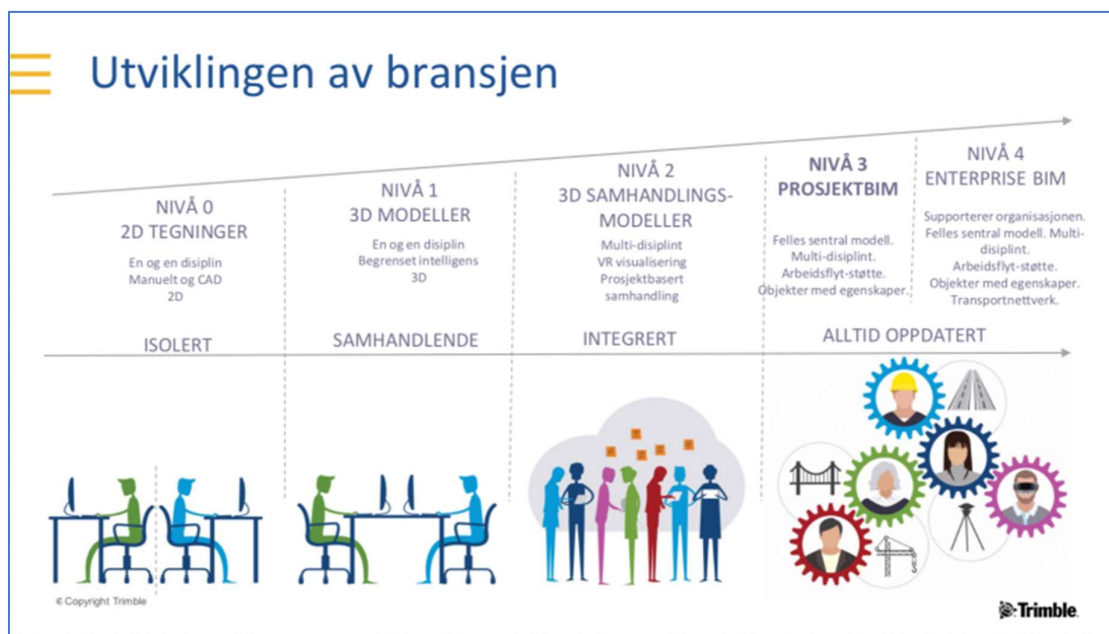 Utviklingen av bransjen
NIVÅ 0
2D TEGNINGER
En og en disiplin
Manuelt og CAD
2D
ISOLERT
NIVÅ 1
3D MODELLER
En og en disiplin
Begrenset intelligens
3D
SAMHANDLENDE
NIVÅ 2
3D SAMHANDLINGS-
MODELLER
Multi-disiplint
VR visualisering
Prosjektbasert
samhandling
INTEGRERT
NIVÅ 3
PROSJEKTBIM
Felles sentral modell.
Multi-disiplint.
Arbeidsflyt-støtte.
Objekter med egenskaper.
NIVÅ 4
ENTERPRISE BIM
Supporterer organisasjonen.
Felles sentral modell. Multi-
disiplint.
Arbeidsflyt-støtte.
Objekter med egenskaper.
Transportnettverk.
ALLTID OPPDATERT
© Copyright Trimble
Trimble.